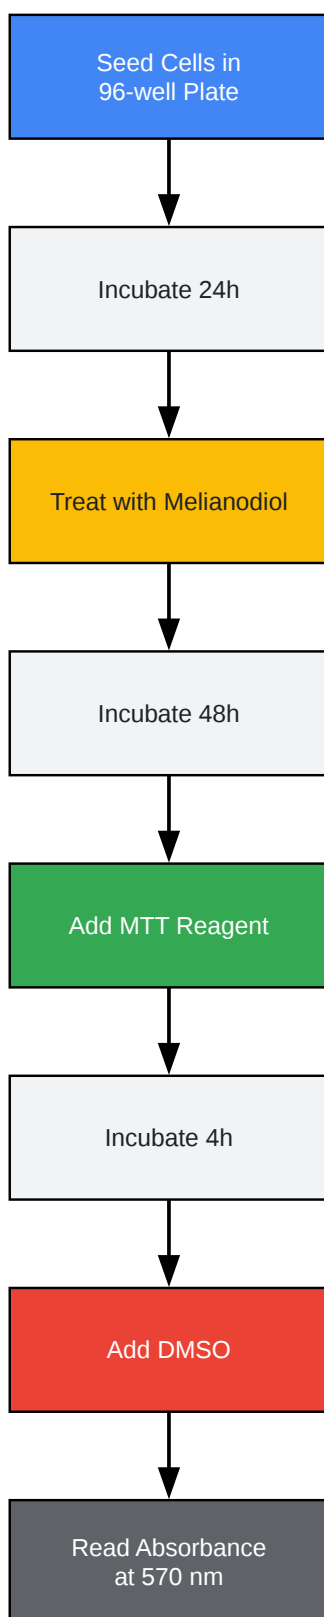 Seed Cells in
96-well Plate
Incubate 24h
Treat with Melianodiol
Incubate 48h
Add MTT Reagent
Incubate 4h
Add DMSO
Read Absorbance
at 570 nm